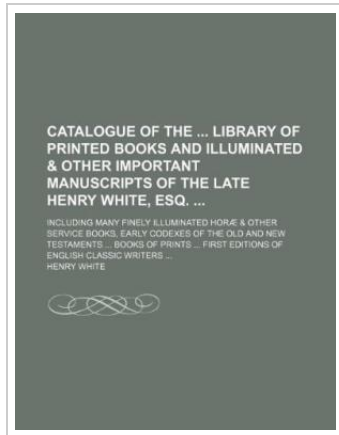 CATALOGUE OF THE ... LIBRARY OF
PRINTED BOOKS AND ILLUMINATED
& OTHER IMPORTANT
MANUSCRIPTS OF THE LATE
HENRY WHITE, ESQ. ...
INCLUDING MANY FINELY ILLUMINATED HORÆ & OTHER
SERVICE BOOKS, EARLY CODEXES OF THE OLD AND NEW
TESTAMENTS ... BOOKS OF PRINTS ... FIRST EDITIONS OF
ENGLISH CLASSIC WRITERS ...
HENRY WHITE